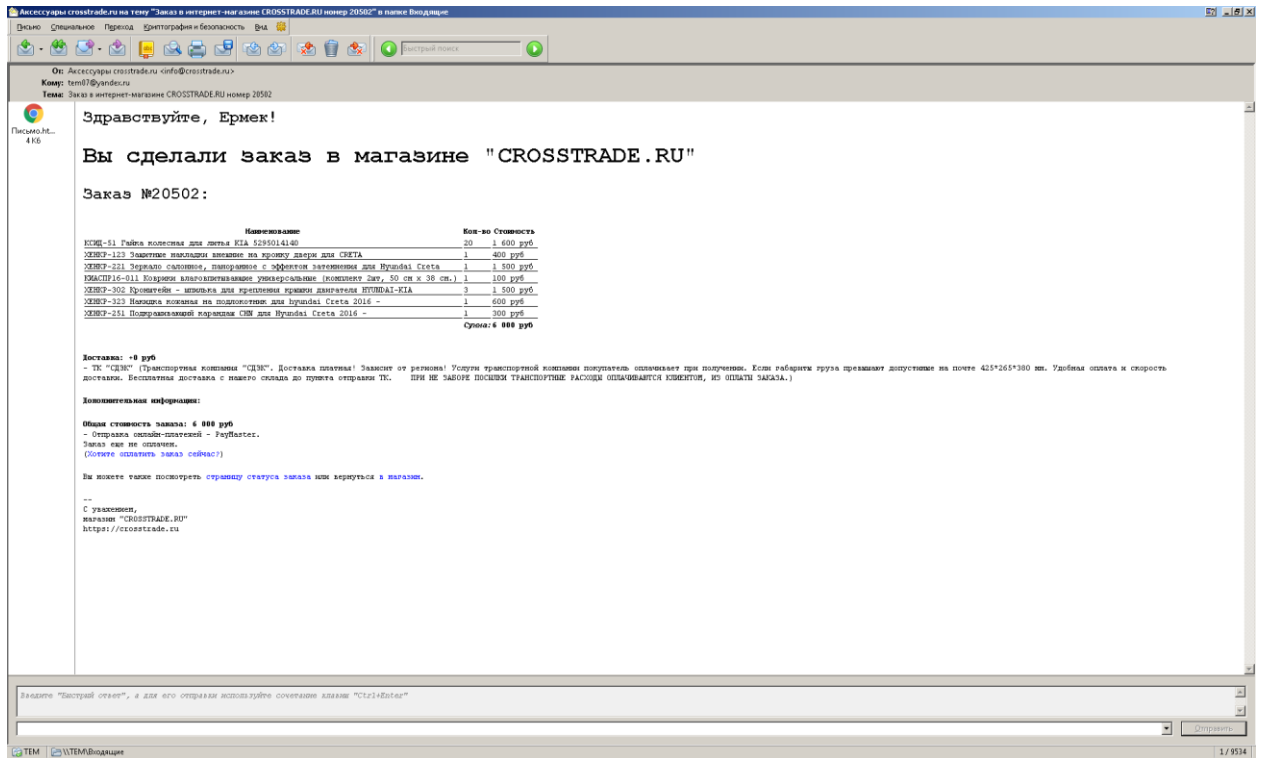 Аксессуары crosstrade.ru на тему "Заказ в интернет-магазине CROSSTRADE.RU номер 20502" в папке Входящие
Письмо Специальное Переход Криптография и безопасность Вид
Быстрый поиск
От: Аксессуары crosstrade.ru <info@crosstrade.ru>
Кому: tem07@yandex.ru
Тема: Заказ в интернет-магазине CROSSTRADE.RU номер 20502
Письмо.ht...
4 Кб
Здравствуйте, Ермек!
Вы сделали заказ в магазине "CROSSTRADE.RU"
Заказ №20502:
Наименование Кол-во Стоимость
КСИД-51 Гайка колесная для литья KIA 5295014140 20 1 600 руб
ХЕНКР-123 Защитные накладки внешние на кромку двери для CRETA 1 400 руб
ХЕНКР-221 Зеркало салонное, панорамное с эффектом затемнения для Hyundai Creta 1 1 500 руб
КИАСПР16-011 Коврики влаговпитывающие универсальные (комплект 2шт, 50 см х 38 см.) 1 100 руб
ХЕНКР-302 Кронштейн - шпилька для крепления крышки двигателя HYUNDAI-KIA 3 1 500 руб
ХЕНКР-323 Накидка кожаная на подлокотник для hyundai Creta 2016 - 1 600 руб
ХЕНКР-251 Подкрашивающий карандаш CHN для Hyundai Creta 2016 - 1 300 руб
Сумма: 6 000 руб
Доставка: +0 руб
- ТК "СДЭК" (Транспортная компания "СДЭК". Доставка платная! Зависит от региона! Услуги транспортной компании покупатель оплачивает при получении. Если габариты груза превышают допустимые на почте 425*265*380 мм. Удобная оплата и скорость
доставки. Бесплатная доставка с нашего склада до пункта отправки ТК. ПРИ НЕ ЗАБОРЕ ПОСЫЛКИ ТРАНСПОРТНЫЕ РАСХОДЫ ОПЛАЧИВАЮТСЯ КЛИЕНТОМ, ИЗ ОПЛАТЫ ЗАКАЗА.)
Дополнительная информация:
Общая стоимость заказа: 6 000 руб
- Отправка онлайн-платежей - PayMaster.
Заказ еще не оплачен.
(Хотите оплатить заказ сейчас?)
Вы можете также посмотреть страницу статуса заказа или вернуться в магазин.
--
С уважением,
магазин "CROSSTRADE.RU"
https://crosstrade.ru
Введите "Быстрый ответ", а для его отправки используйте сочетание клавиш "Ctrl+Enter"
Отправить
TEM \\TEM\Входящие 1 / 9534